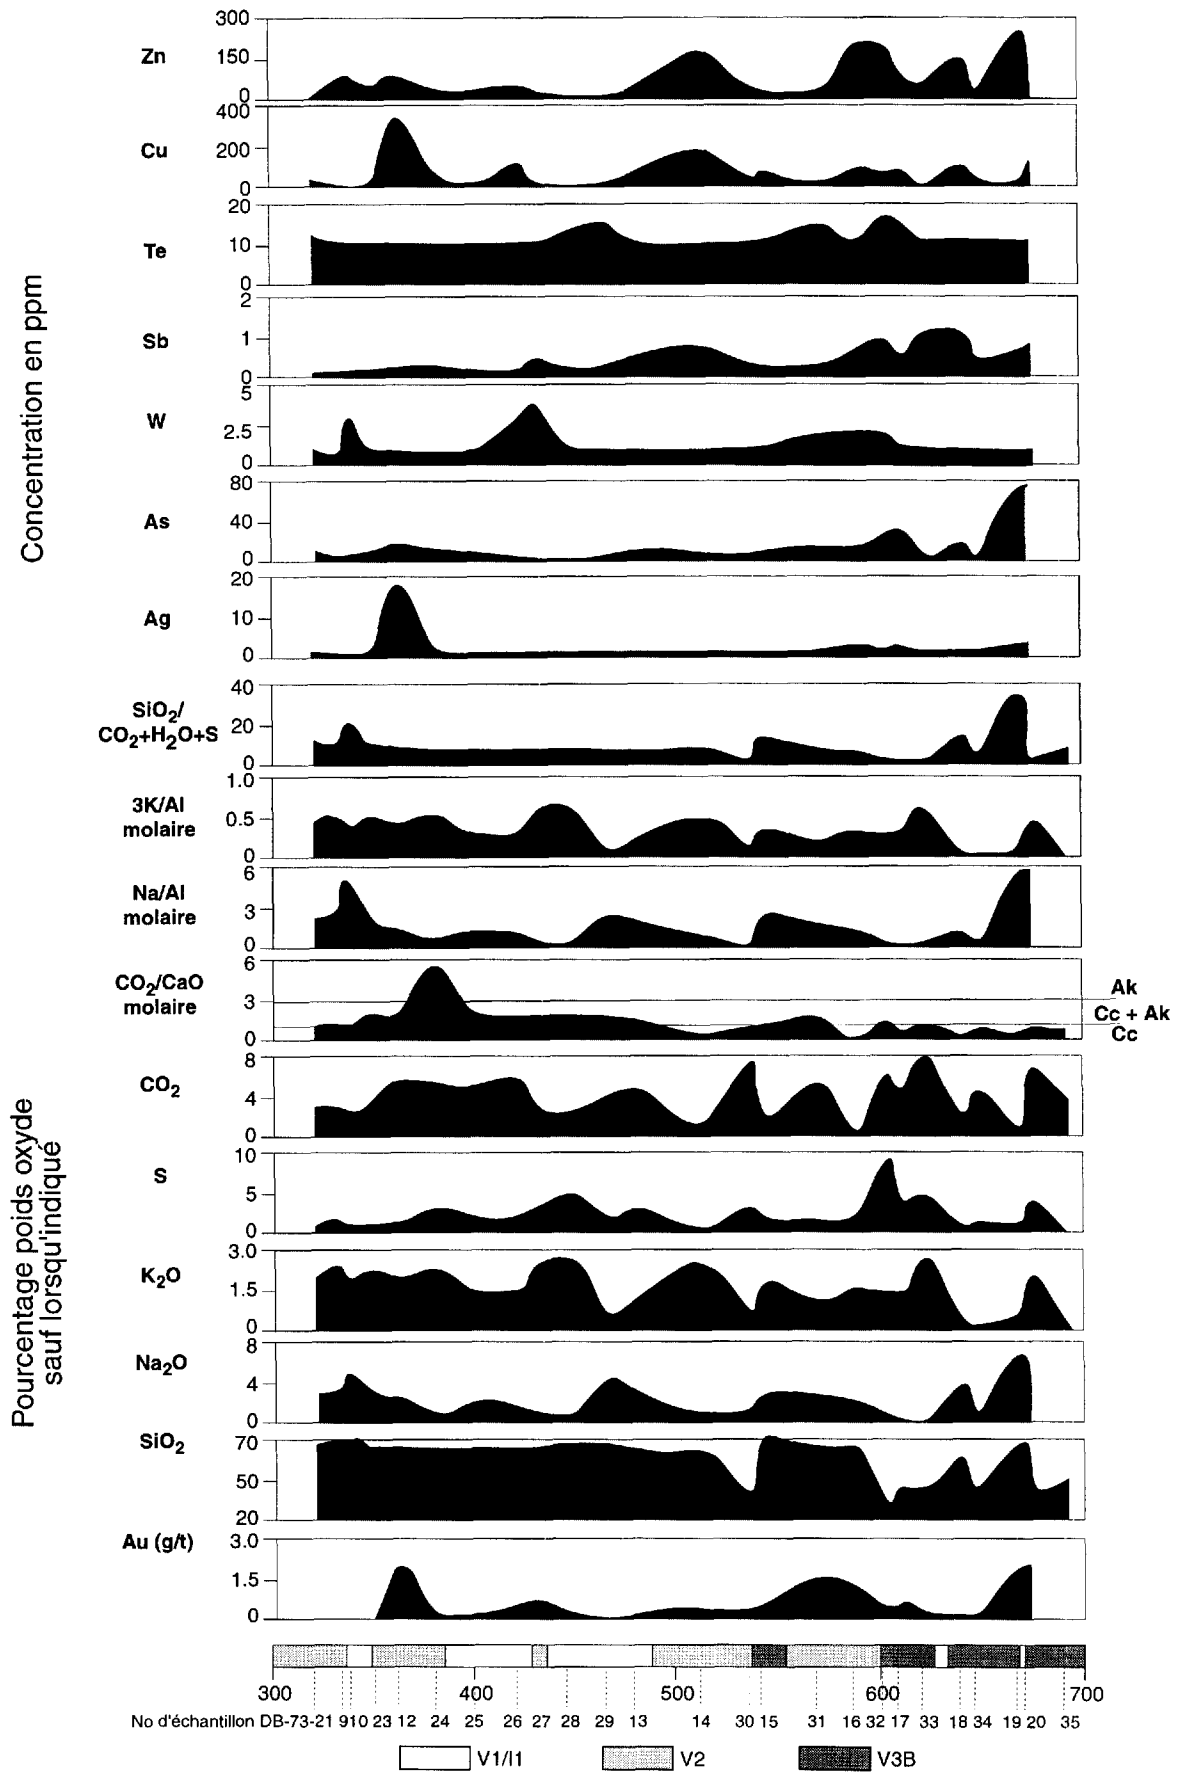 Concentration en ppm
Zn
300
150
0
Cu
400
200
0
Te
20
10
0
Sb
2
1
0
W
5
2.5
0
As
80
40
0
Ag
20
10
0
SiO2/
CO2+H2O+S
40
20
0
3K/Al
molaire
1.0
0.5
0
Na/Al
molaire
6
3
0
CO2/CaO
molaire
6
3
0
Ak
Cc + Ak
Cc
Pourcentage poids oxyde
sauf lorsqu'indiqué
CO2
8
4
0
S
10
5
0
K2O
3.0
1.5
0
Na2O
8
4
0
SiO2
70
50
20
Au (g/t)
3.0
1.5
0
300 400 500 600 700
No d'échantillon DB-73-21 9 10 23 12 24 25 26 27 28 29 13 14 30 15 31 16 32 17 33 18 34 19 20 35
V1/I1 V2 V3B